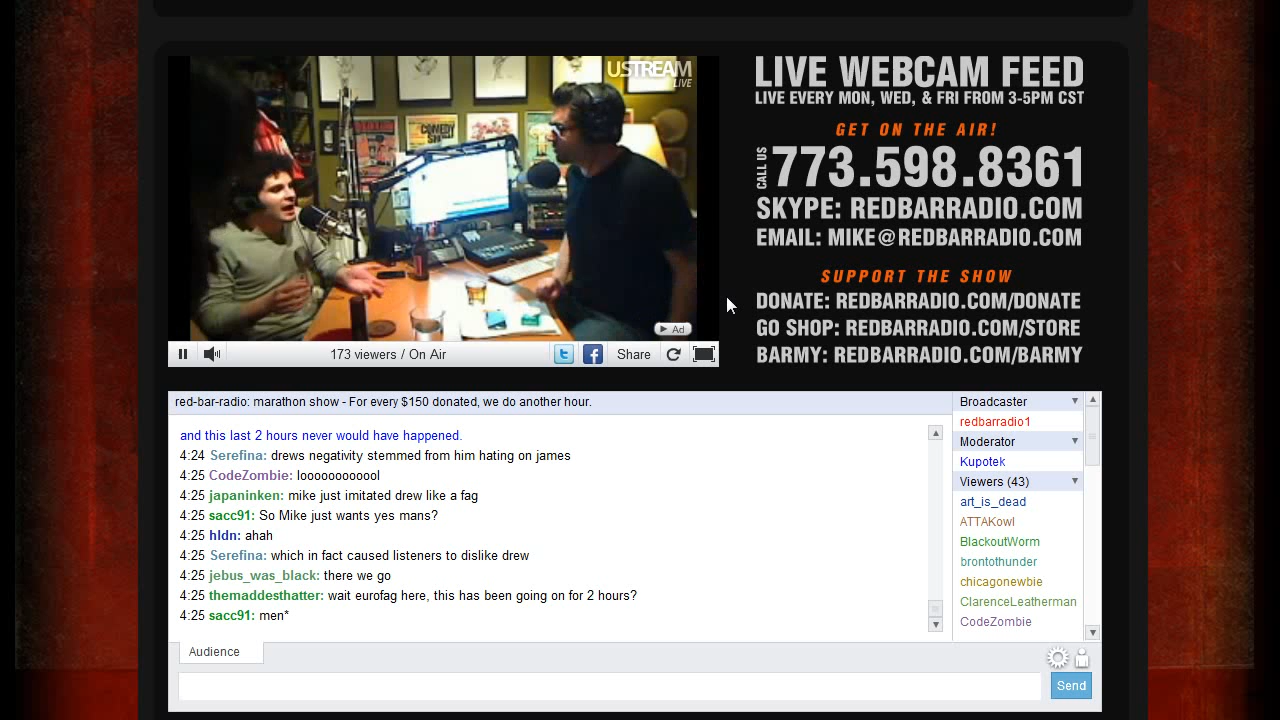 USTREAM
LIVE
COMEDY
Ad
173 viewers / On Air
Share
LIVE WEBCAM FEED
LIVE EVERY MON, WED, & FRI FROM 3-5PM CST
GET ON THE AIR!
CALL US
773.598.8361
SKYPE: REDBARRADIO.COM
EMAIL: MIKE@REDBARRADIO.COM
SUPPORT THE SHOW
DONATE: REDBARRADIO.COM/DONATE
GO SHOP: REDBARRADIO.COM/STORE
BARMY: REDBARRADIO.COM/BARMY
red-bar-radio: marathon show - For every $150 donated, we do another hour.
and this last 2 hours never would have happened.
4:24 Serefina: drews negativity stemmed from him hating on james
4:25 CodeZombie: looooooooool
4:25 japaninken: mike just imitated drew like a fag
4:25 sacc91: So Mike just wants yes mans?
4:25 hldn: ahah
4:25 Serefina: which in fact caused listeners to dislike drew
4:25 jebus_was_black: there we go
4:25 themaddesthatter: wait eurofag here, this has been going on for 2 hours?
4:25 sacc91: men*
Broadcaster
redbarradio1
Moderator
Kupotek
Viewers (43)
art_is_dead
ATTAKowl
BlackoutWorm
brontothunder
chicagonewbie
ClarenceLeatherman
CodeZombie
Audience
Send